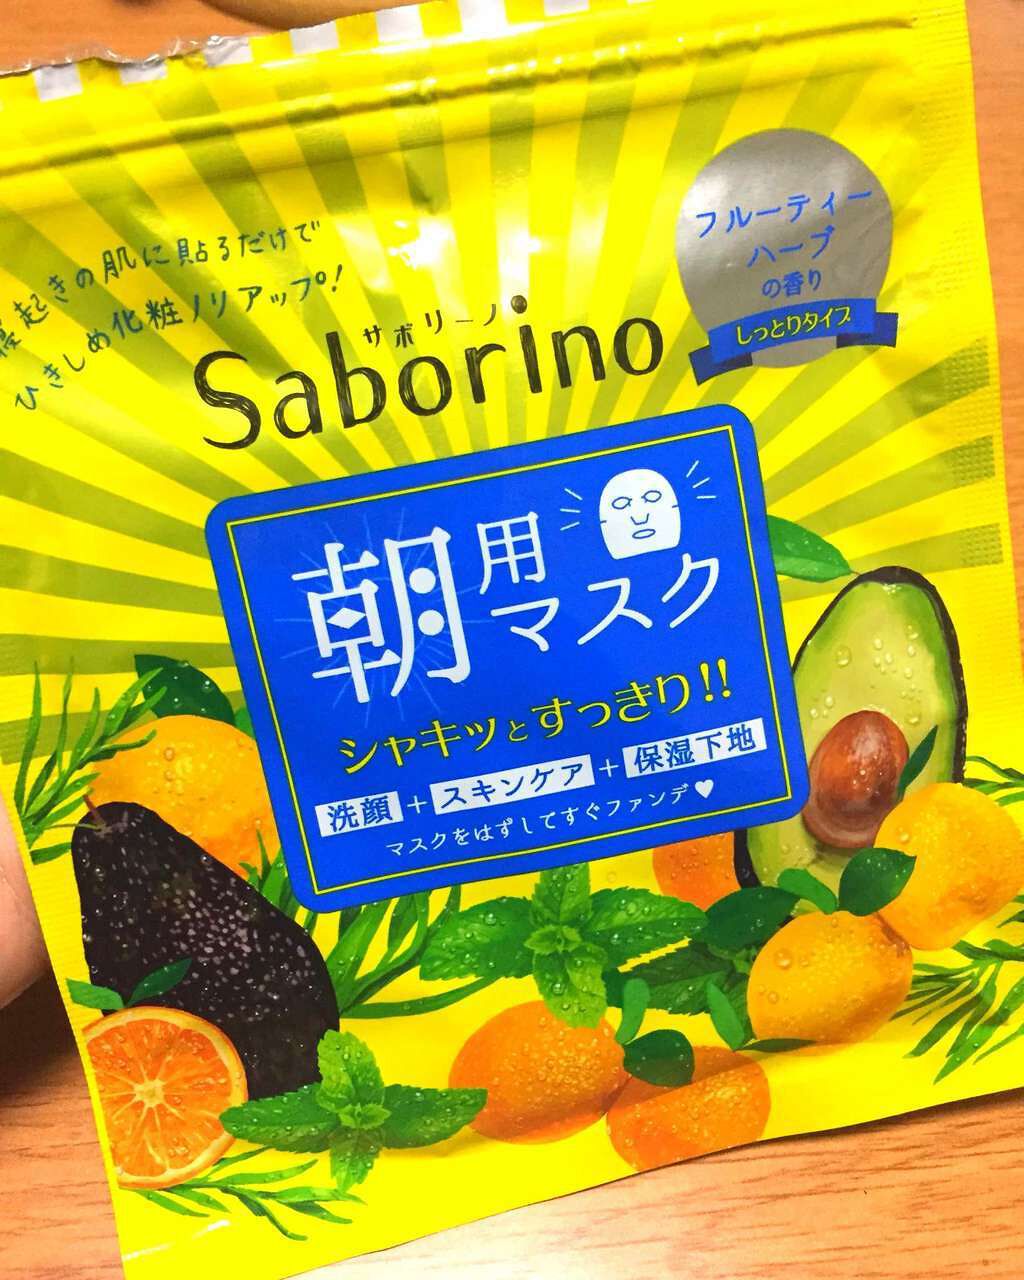 寝起きの肌に貼るだけで
ひきしめ化粧ノリアップ!
サボリーノ
Saborino
フルーティー
ハーブ
の香り
しっとりタイプ
朝用マスク
シャキッとすっきり!!
洗顔+スキンケア+保湿下地
マスクをはずしてすぐファンデ♥